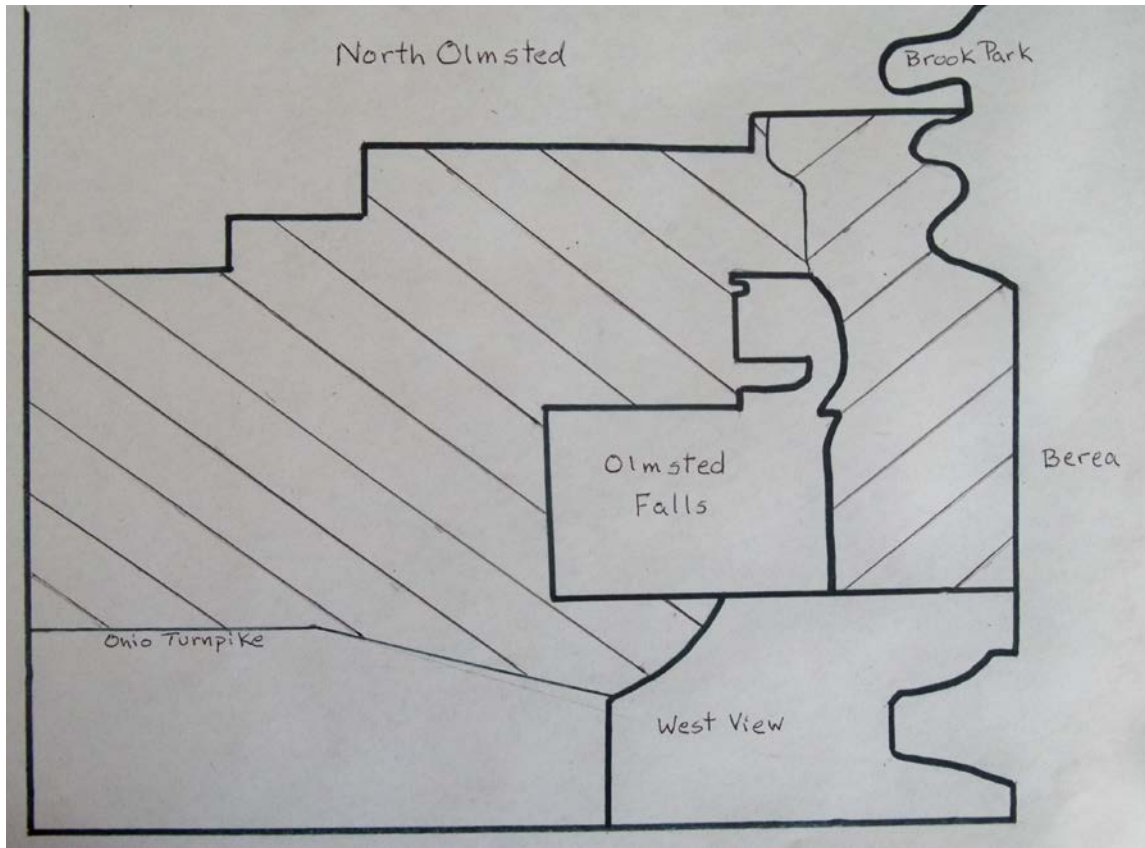 North Olmsted
Brook Park
Olmsted
Falls
Berea
Ohio Turnpike
West View